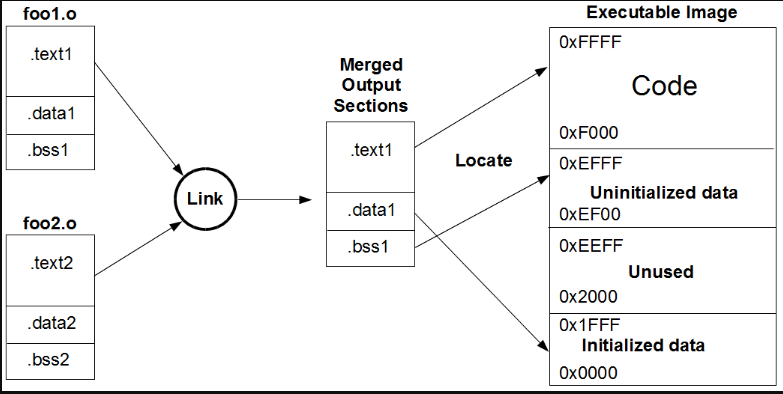 foo1.o
.text1
.data1
.bss1
foo2.o
.text2
.data2
.bss2
Link
Merged
Output
Sections
.text1
.data1
.bss1
Locate
Executable Image
0xFFFF
Code
0xF000
0xEFFF
Uninitialized data
0xEF00
0xEEFF
Unused
0x2000
0x1FFF
Initialized data
0x0000